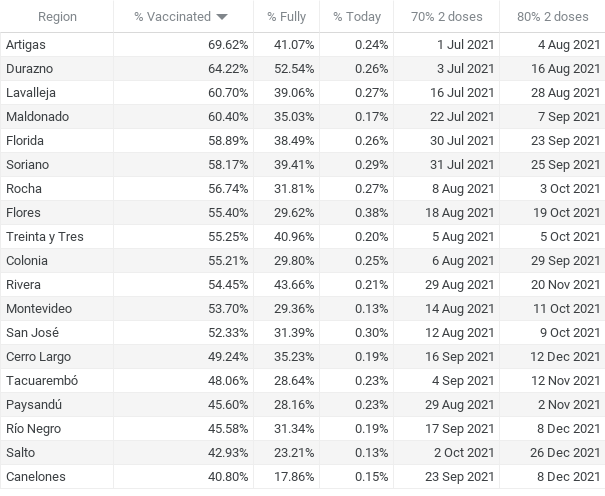 Region % Vaccinated % Fully % Today 70% 2 doses 80% 2 doses
Artigas 69.62% 41.07% 0.24% 1 Jul 2021 4 Aug 2021
Durazno 64.22% 52.54% 0.26% 3 Jul 2021 16 Aug 2021
Lavalleja 60.70% 39.06% 0.27% 16 Jul 2021 28 Aug 2021
Maldonado 60.40% 35.03% 0.17% 22 Jul 2021 7 Sep 2021
Florida 58.89% 38.49% 0.26% 30 Jul 2021 23 Sep 2021
Soriano 58.17% 39.41% 0.29% 31 Jul 2021 25 Sep 2021
Rocha 56.74% 31.81% 0.27% 8 Aug 2021 3 Oct 2021
Flores 55.40% 29.62% 0.38% 18 Aug 2021 19 Oct 2021
Treinta y Tres 55.25% 40.96% 0.20% 5 Aug 2021 5 Oct 2021
Colonia 55.21% 29.80% 0.25% 6 Aug 2021 29 Sep 2021
Rivera 54.45% 43.66% 0.21% 29 Aug 2021 20 Nov 2021
Montevideo 53.70% 29.36% 0.13% 14 Aug 2021 11 Oct 2021
San José 52.33% 31.39% 0.30% 12 Aug 2021 9 Oct 2021
Cerro Largo 49.24% 35.23% 0.19% 16 Sep 2021 12 Dec 2021
Tacuarembó 48.06% 28.64% 0.23% 4 Sep 2021 12 Nov 2021
Paysandú 45.60% 28.16% 0.23% 29 Aug 2021 2 Nov 2021
Río Negro 45.58% 31.34% 0.19% 17 Sep 2021 8 Dec 2021
Salto 42.93% 23.21% 0.13% 2 Oct 2021 26 Dec 2021
Canelones 40.80% 17.86% 0.15% 23 Sep 2021 8 Dec 2021